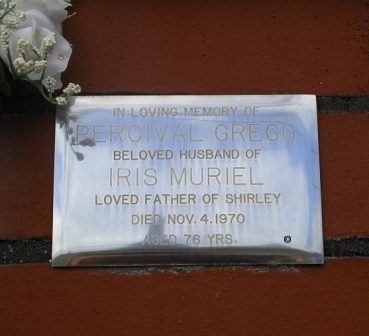 IN LOVING MEMORY OF
PERCIVAL GREGG
BELOVED HUSBAND OF
IRIS MURIEL
LOVED FATHER OF SHIRLEY
DIED NOV. 4. 1970
AGED 76 YRS.